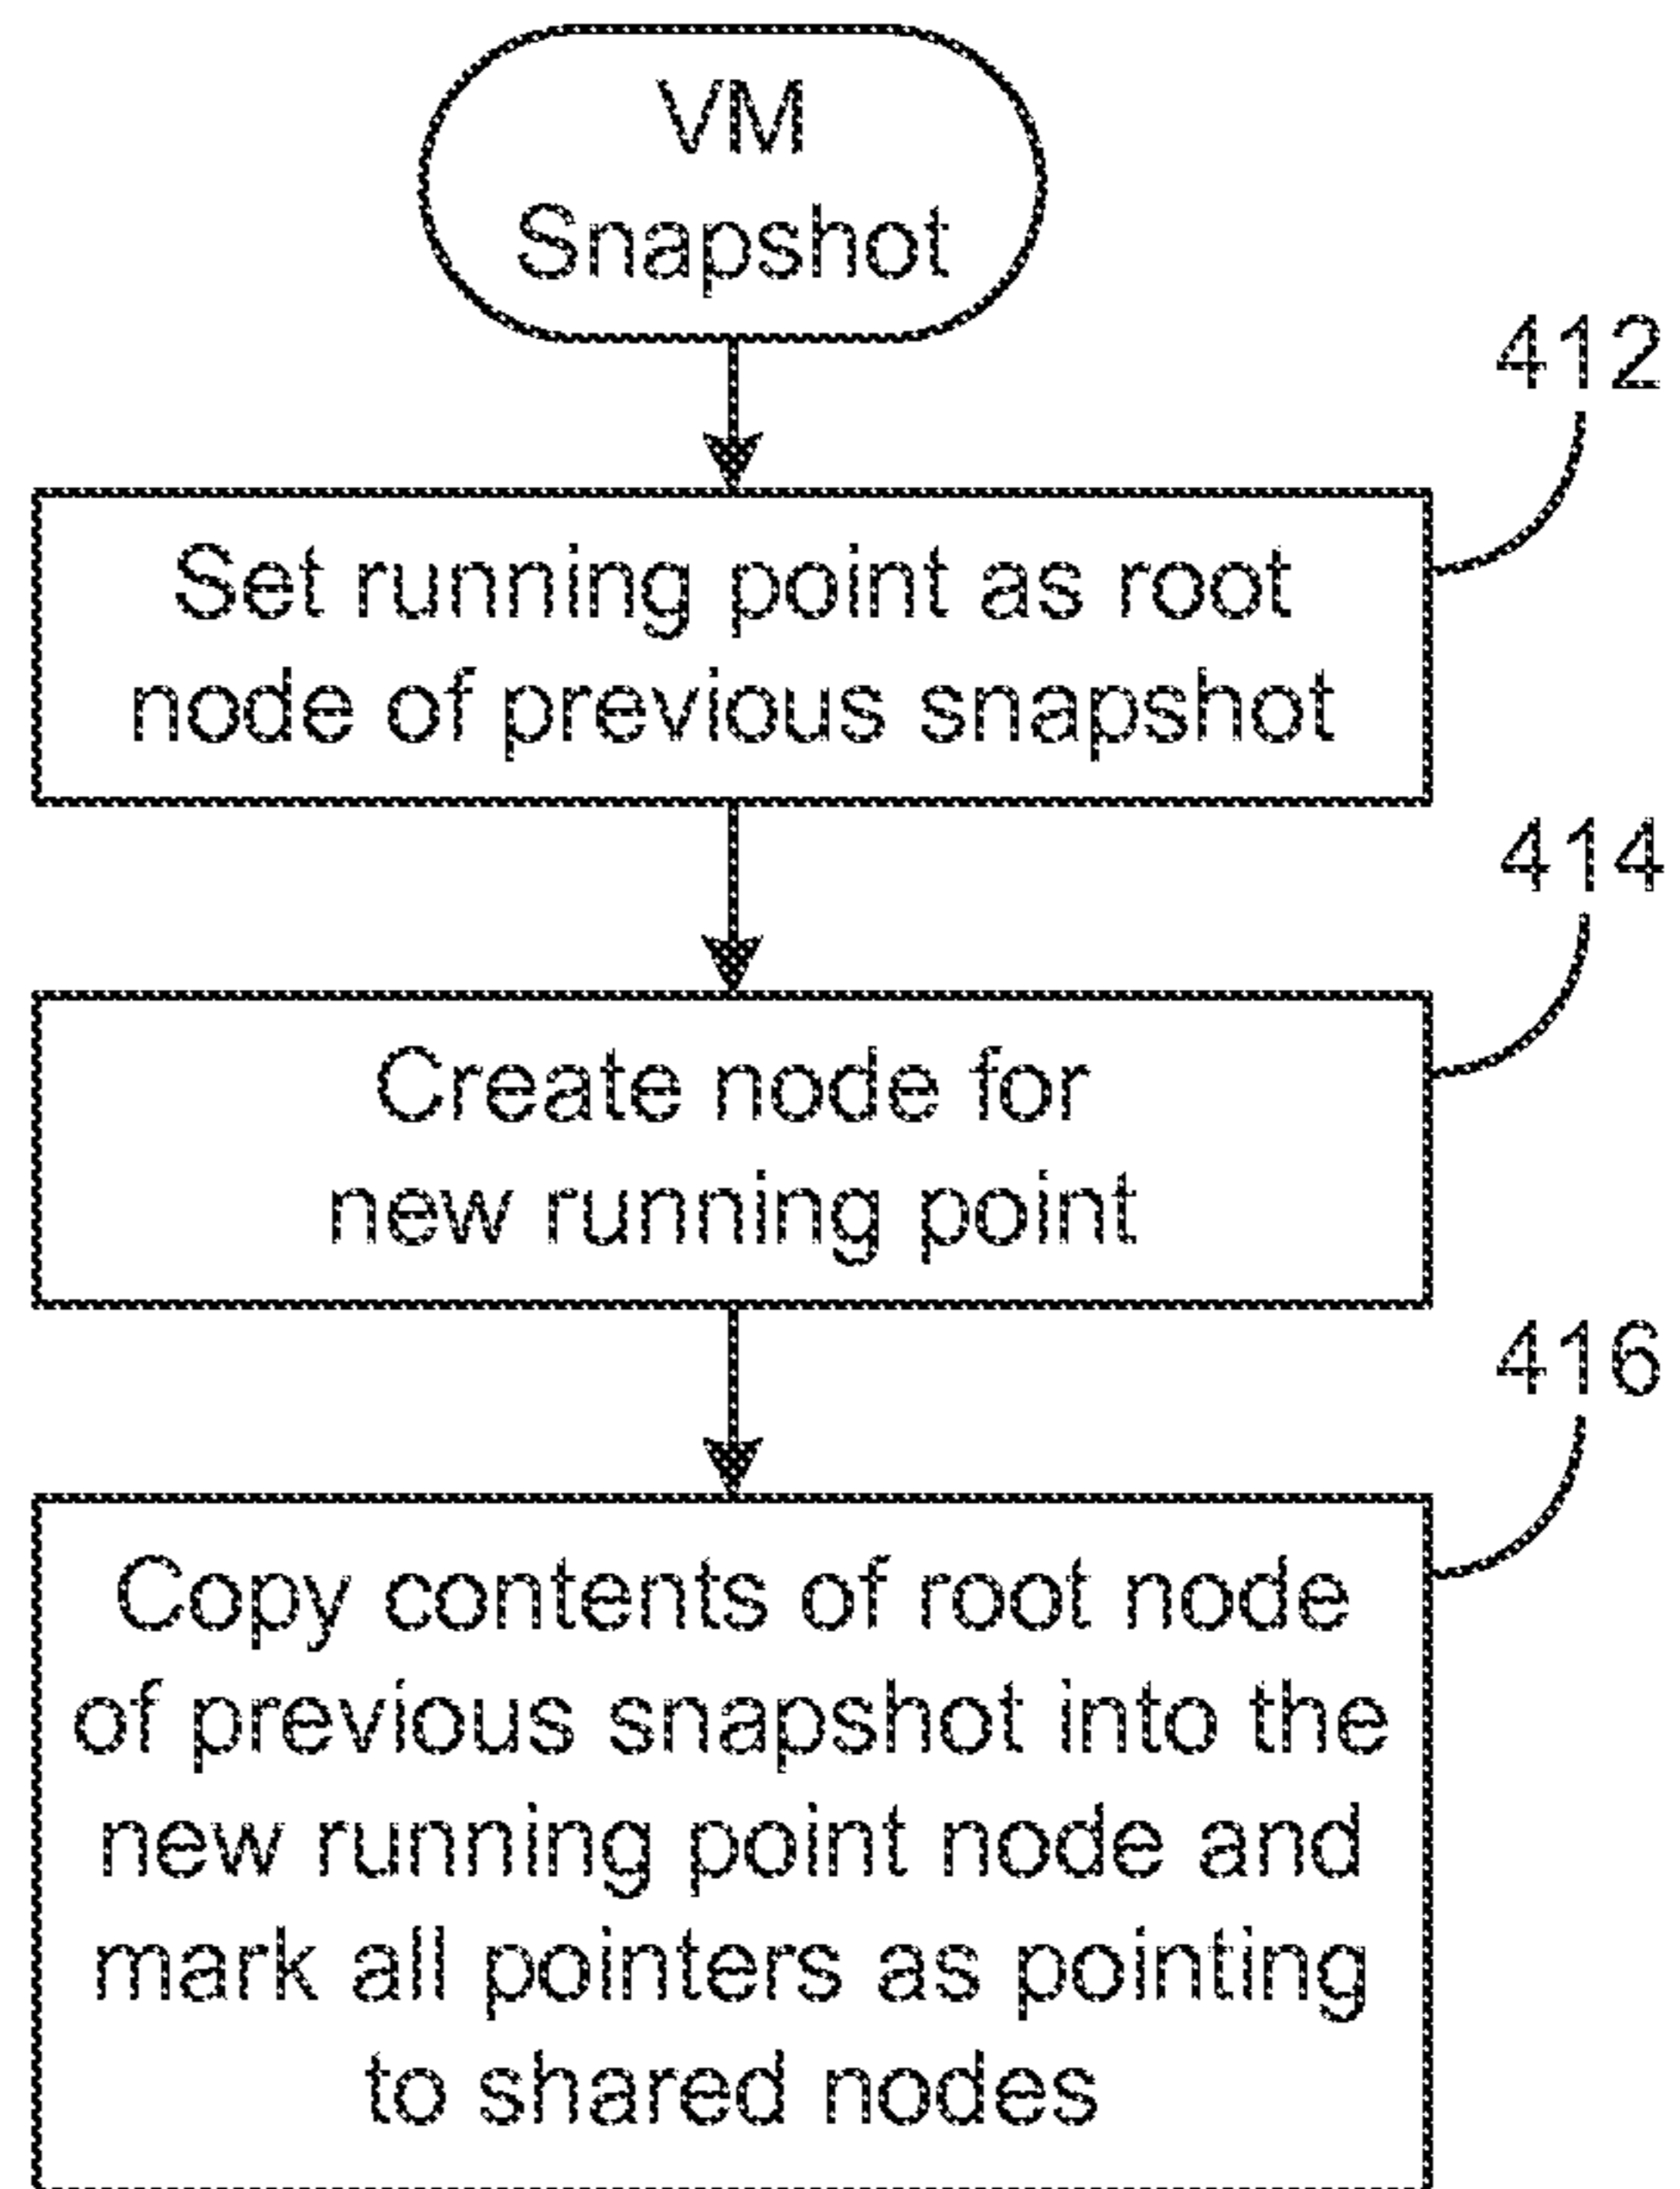 VM
Snapshot
412
Set running point as root
node of previous snapshot
414
Create node for
new running point
416
Copy contents of root node
of previous snapshot into the
new running point node and
mark all pointers as pointing
to shared nodes